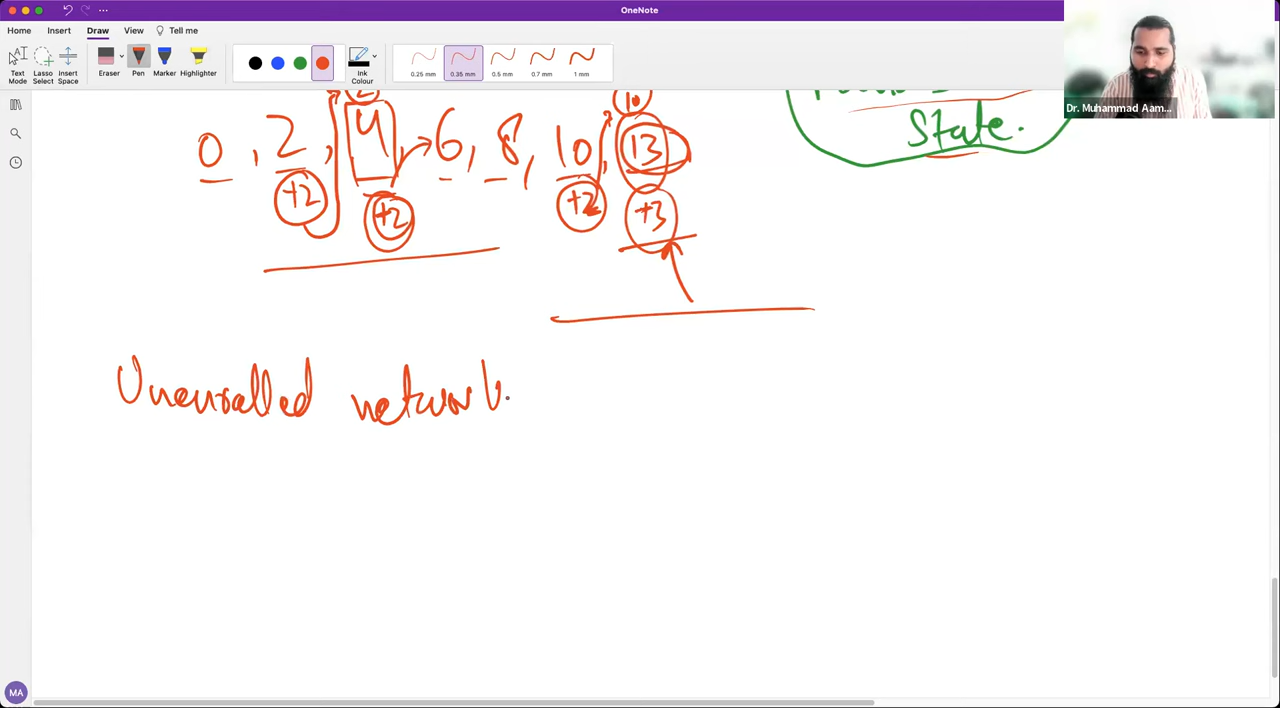 OneNote
Home Insert Draw View Tell me
Text Mode Lasso Select Insert Space Eraser Pen Marker Highlighter Ink Colour 0.25 mm 0.35 mm 0.5 mm 0.7 mm 1 mm
Dr. Muhammad Aam...
10
State.
0 , 2 , 4 6 , 8 , 10 , 13
+2 +2 +2 +3
Unenrolled network
MA